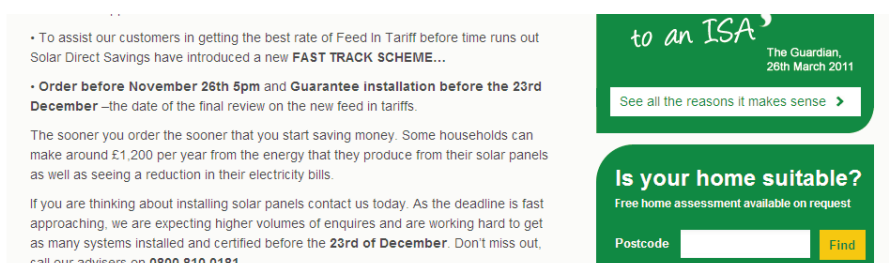 • To assist our customers in getting the best rate of Feed In Tariff before time runs out
Solar Direct Savings have introduced a new FAST TRACK SCHEME...
• Order before November 26th 5pm and Guarantee installation before the 23rd
December –the date of the final review on the new feed in tariffs.
The sooner you order the sooner that you start saving money. Some households can
make around £1,200 per year from the energy that they produce from their solar panels
as well as seeing a reduction in their electricity bills.
If you are thinking about installing solar panels contact us today. As the deadline is fast
approaching, we are expecting higher volumes of enquires and are working hard to get
as many systems installed and certified before the 23rd of December. Don't miss out,
call our advisers on 0800 810 0181
to an ISA’
The Guardian,
26th March 2011
See all the reasons it makes sense
Is your home suitable?
Free home assessment available on request
Postcode
Find